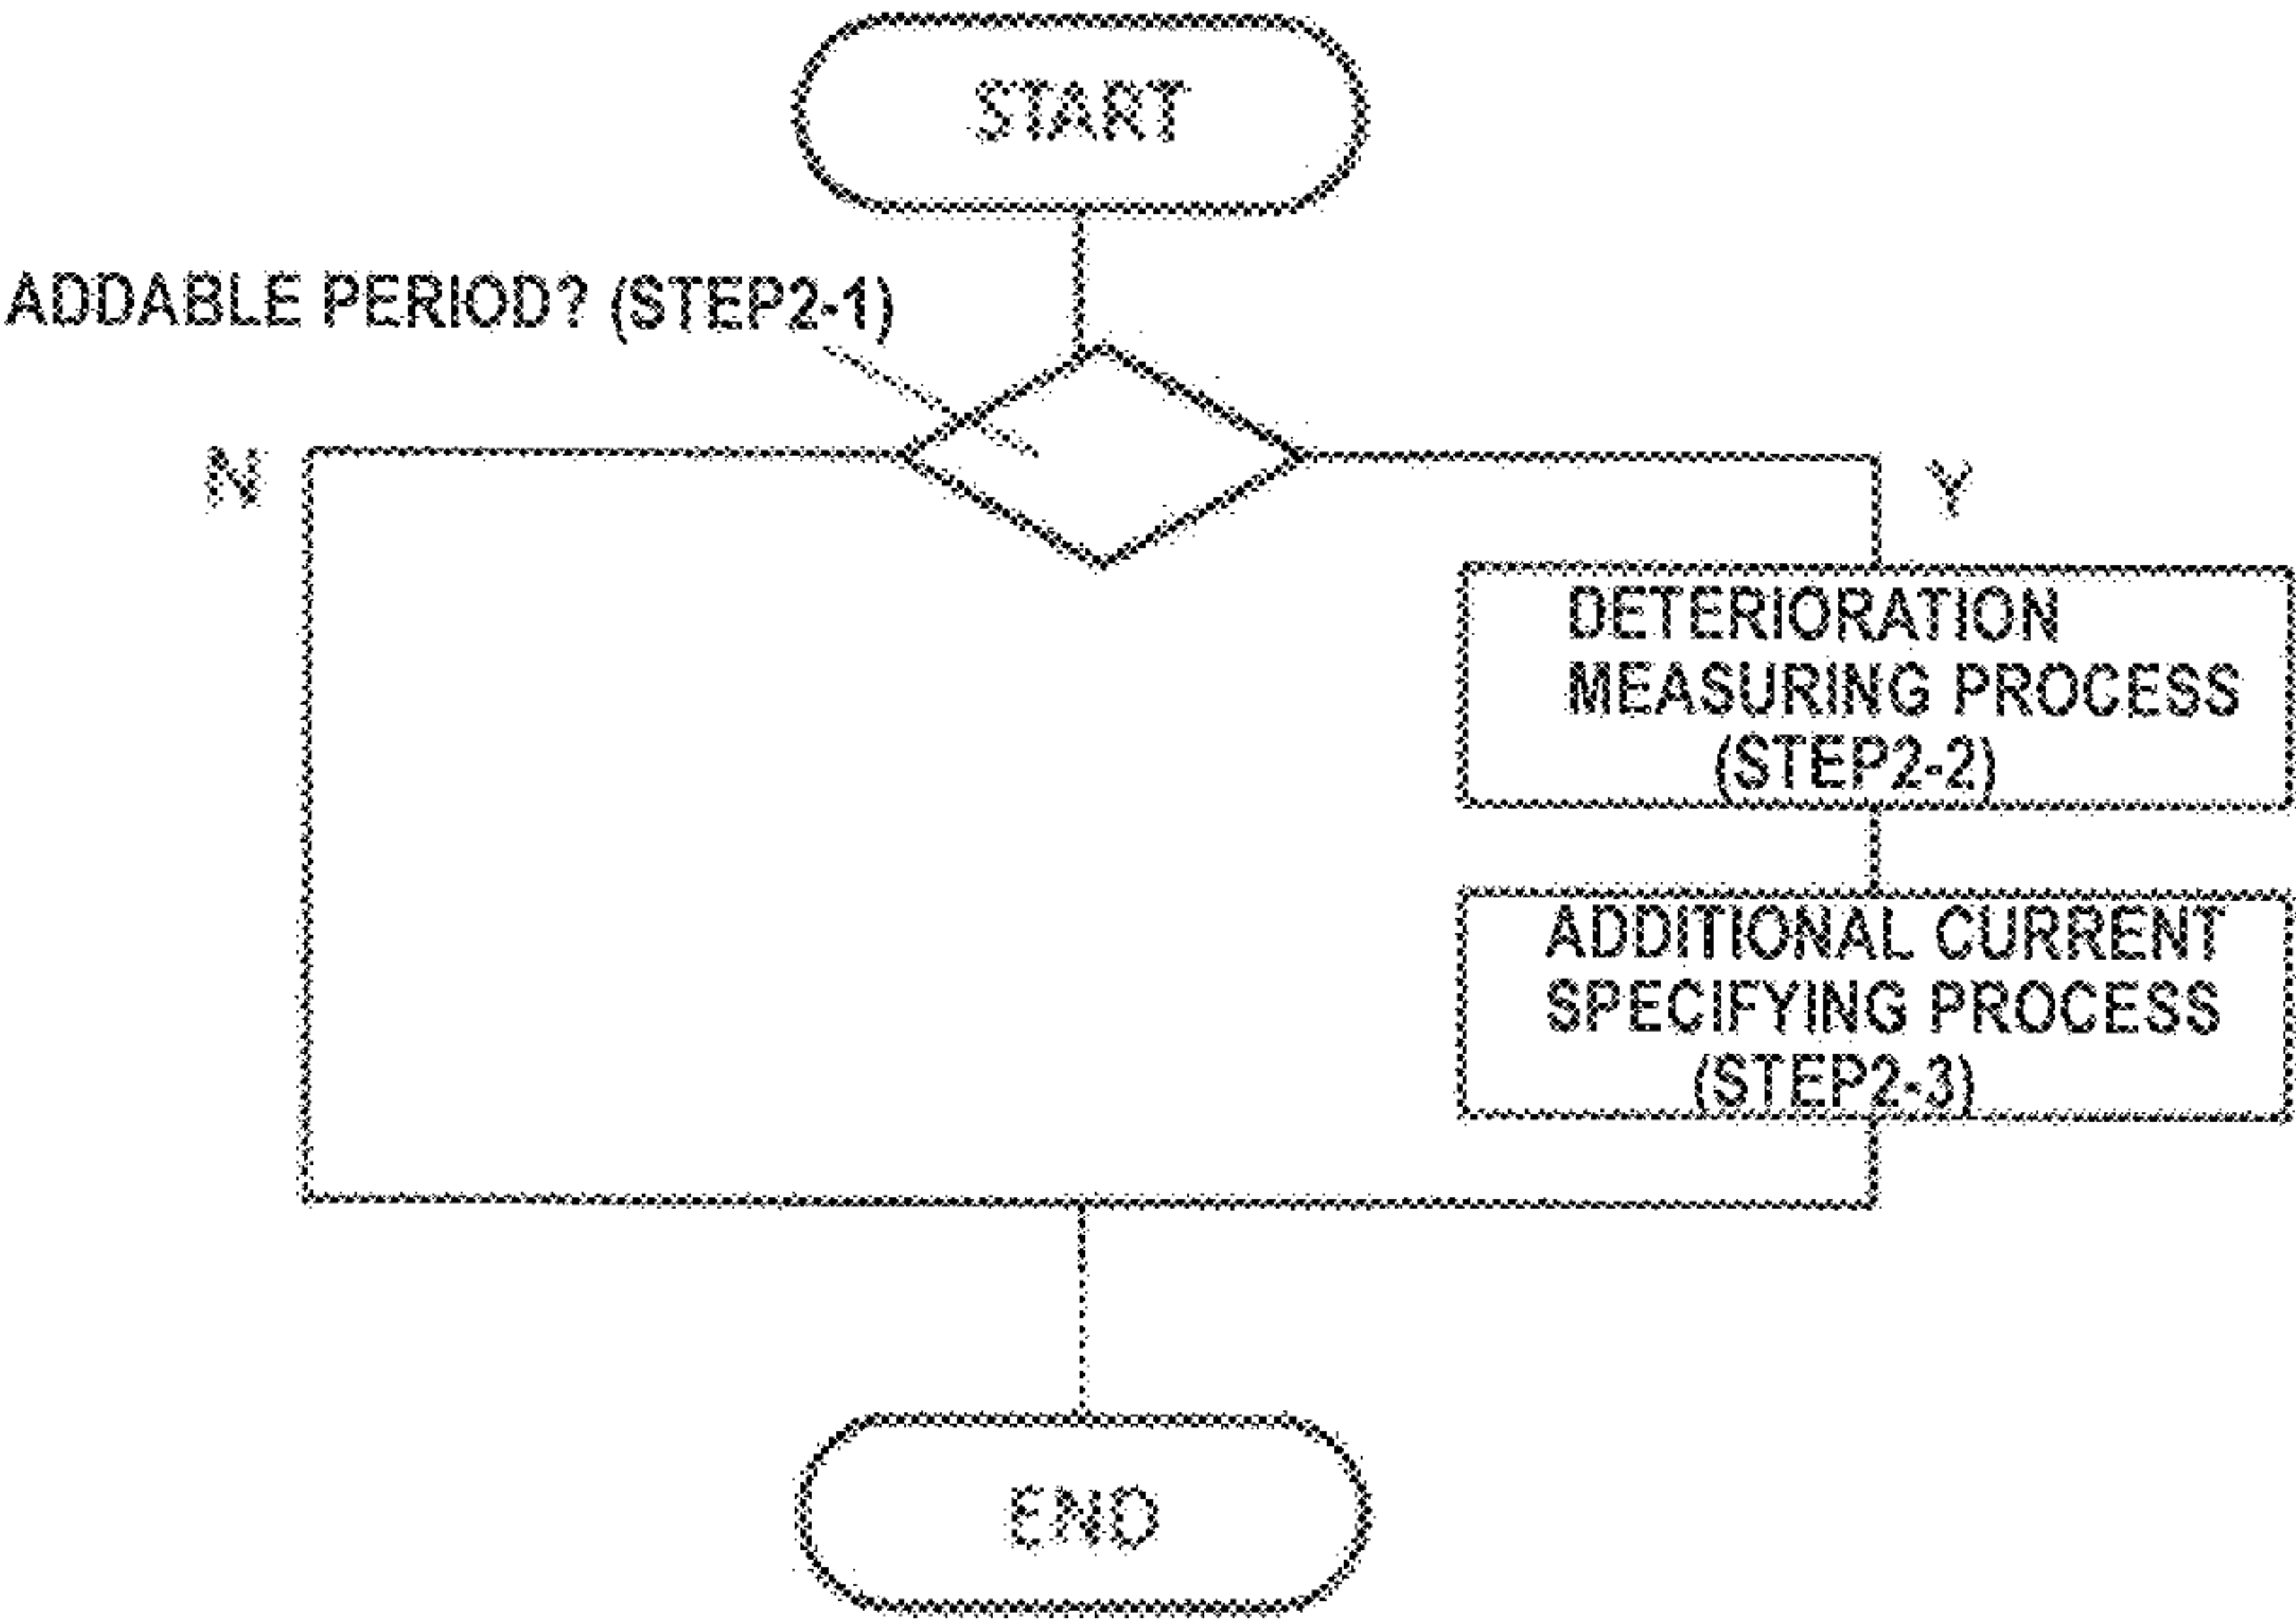 START
ADDABLE PERIOD? (STEP2-1)
N
Y
DETERIORATION
MEASURING PROCESS
(STEP2-2)
ADDITIONAL CURRENT
SPECIFYING PROCESS
(STEP2-3)
END